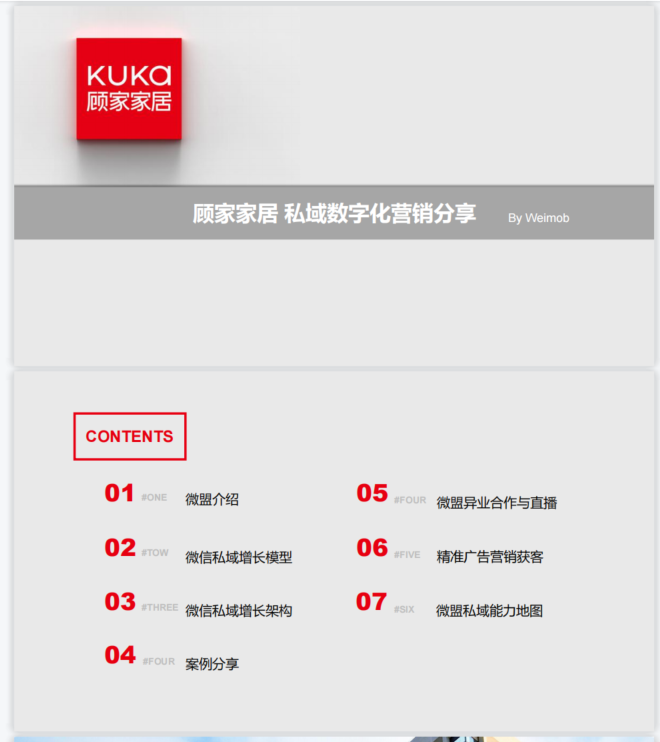 KUKa
顾家家居
顾家家居 私域数字化营销分享 By Weimob
CONTENTS
01 #ONE 微盟介绍
02 #TOW 微信私域增长模型
03 #THREE 微信私域增长架构
04 #FOUR 案例分享
05 #FOUR 微盟异业合作与直播
06 #FIVE 精准广告营销获客
07 #SIX 微盟私域能力地图